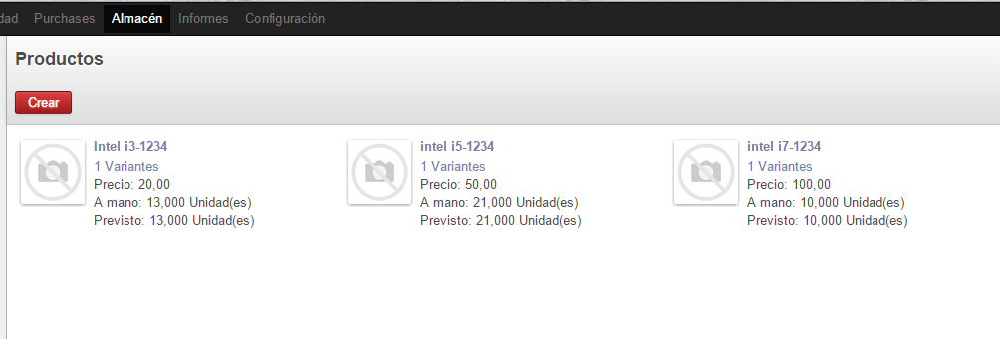 dad Purchases Almacén Informes Configuración
Productos
Crear
Intel i3-1234
1 Variantes
Precio: 20,00
A mano: 13,000 Unidad(es)
Previsto: 13,000 Unidad(es)
intel i5-1234
1 Variantes
Precio: 50,00
A mano: 21,000 Unidad(es)
Previsto: 21,000 Unidad(es)
intel i7-1234
1 Variantes
Precio: 100,00
A mano: 10,000 Unidad(es)
Previsto: 10,000 Unidad(es)